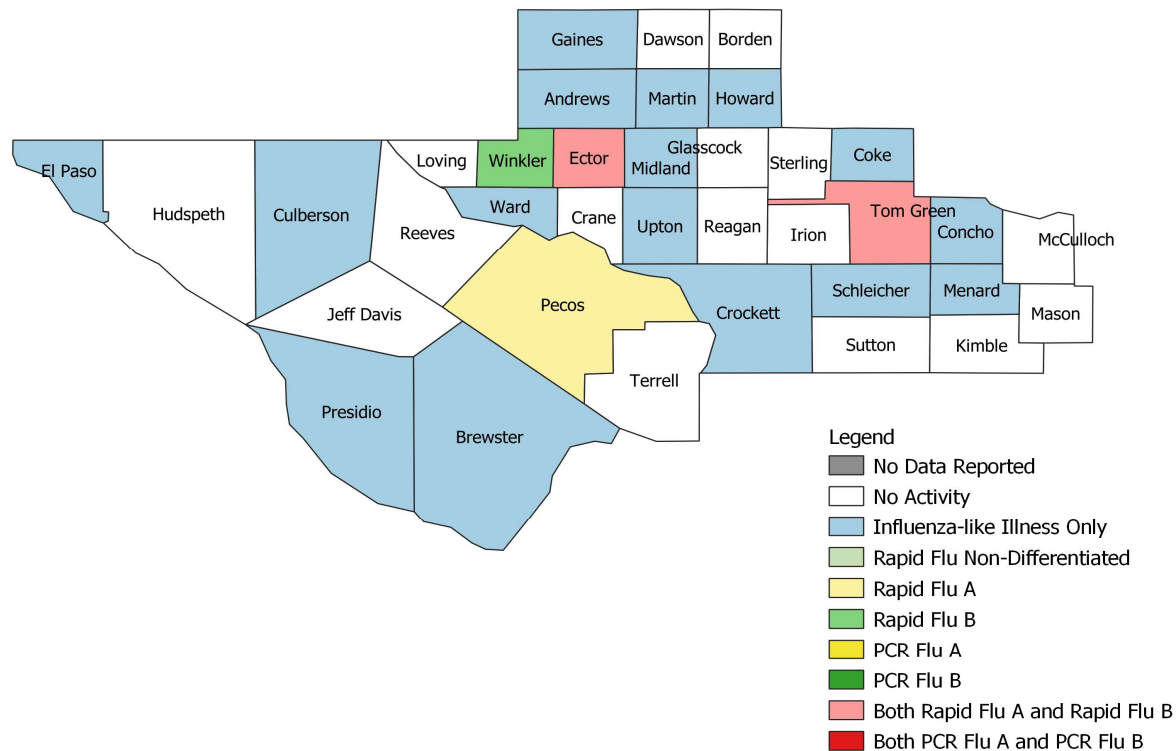 Gaines Dawson Borden
Andrews Martin Howard
Glasscock
Loving Winkler Ector Midland Sterling Coke
El Paso
Hudspeth Culberson Ward Tom Green
Reeves Crane Upton Reagan Irion Concho McCulloch
Pecos Crockett Schleicher Menard
Jeff Davis Mason
Sutton Kimble
Terrell
Presidio
Brewster
Legend
No Data Reported
No Activity
Influenza-like Illness Only
Rapid Flu Non-Differentiated
Rapid Flu A
Rapid Flu B
PCR Flu A
PCR Flu B
Both Rapid Flu A and Rapid Flu B
Both PCR Flu A and PCR Flu B